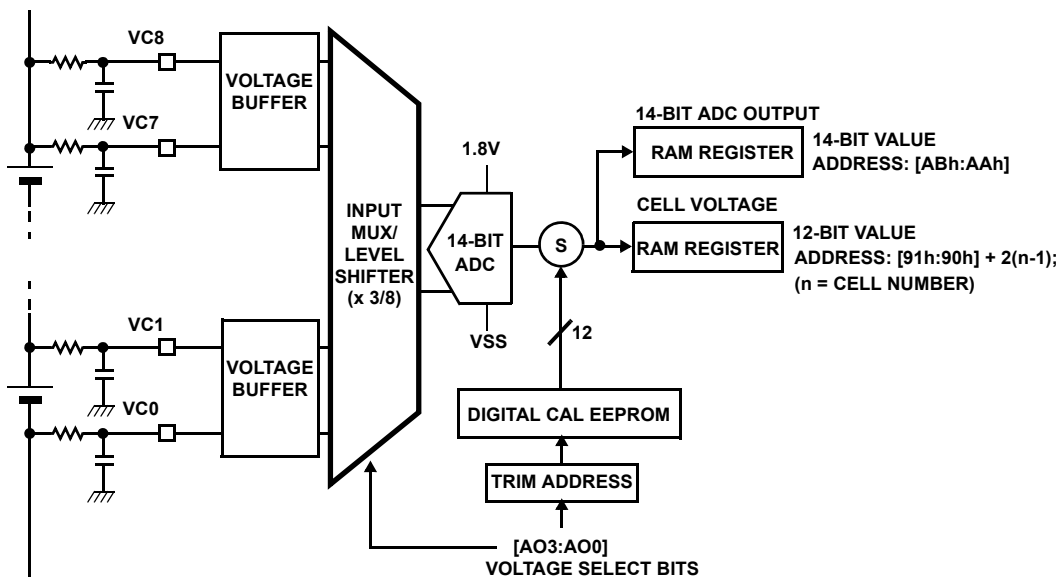 VC8
VOLTAGE
BUFFER
VC7
INPUT
MUX/
LEVEL
SHIFTER
(x 3/8)
1.8V
14-BIT
ADC
VSS
S
14-BIT ADC OUTPUT
RAM REGISTER
14-BIT VALUE
ADDRESS: [ABh:AAh]
CELL VOLTAGE
RAM REGISTER
12-BIT VALUE
ADDRESS: [91h:90h] + 2(n-1);
(n = CELL NUMBER)
12
VC1
VOLTAGE
BUFFER
VC0
DIGITAL CAL EEPROM
TRIM ADDRESS
[AO3:AO0]
VOLTAGE SELECT BITS